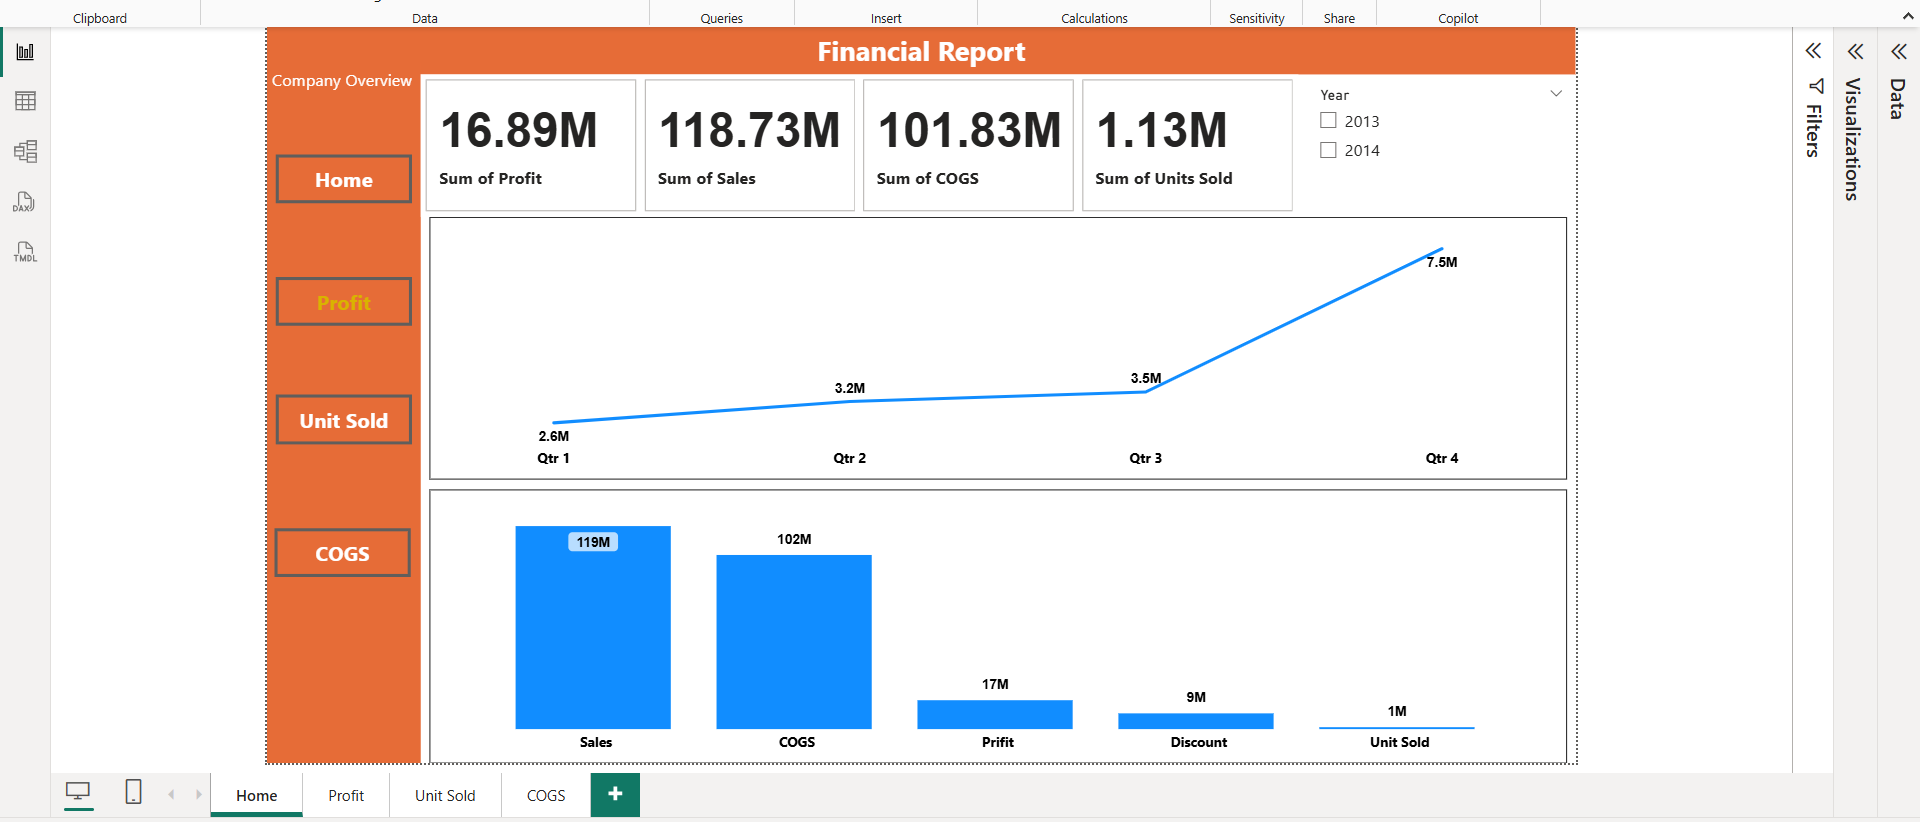 Clipboard
Data
Queries
Insert
Calculations
Sensitivity
Share
Copilot
Financial Report
Company Overview
Home
Profit
Unit Sold
COGS
16.89M
Sum of Profit
118.73M
Sum of Sales
101.83M
Sum of COGS
1.13M
Sum of Units Sold
Year
2013
2014
2.6M
3.2M
3.5M
7.5M
Qtr 1
Qtr 2
Qtr 3
Qtr 4
119M
102M
17M
9M
1M
Sales
COGS
Prifit
Discount
Unit Sold
Filters
Visualizations
Data
DAX
TMDL
Home
Profit
Unit Sold
COGS